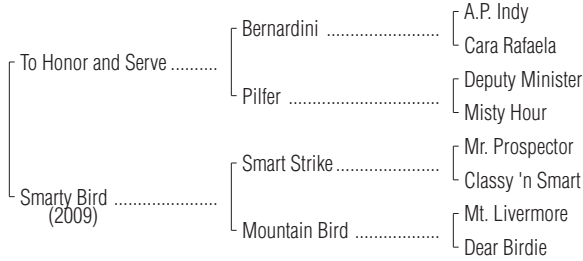 A.P. Indy
Bernardini ......................
Cara Rafaela
To Honor and Serve ..........
Deputy Minister
Pilfer .............................
Misty Hour
Mr. Prospector
Smart Strike....................
Classy 'n Smart
Smarty Bird ....................
(2009)
Mt. Livermore
Mountain Bird ................
Dear Birdie